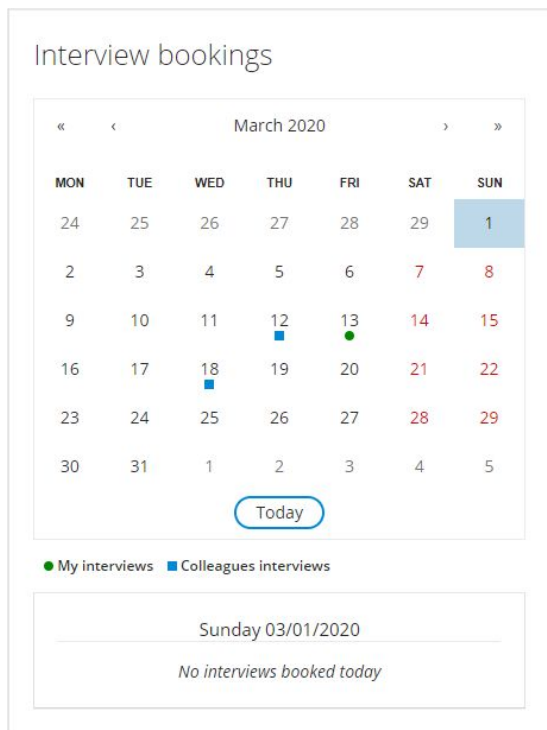 Interview bookings
« ‹ March 2020 › »
MON TUE WED THU FRI SAT SUN
24 25 26 27 28 29 1
2 3 4 5 6 7 8
9 10 11 12 13 14 15
16 17 18 19 20 21 22
23 24 25 26 27 28 29
30 31 1 2 3 4 5
Today
My interviews Colleagues interviews
Sunday 03/01/2020
No interviews booked today